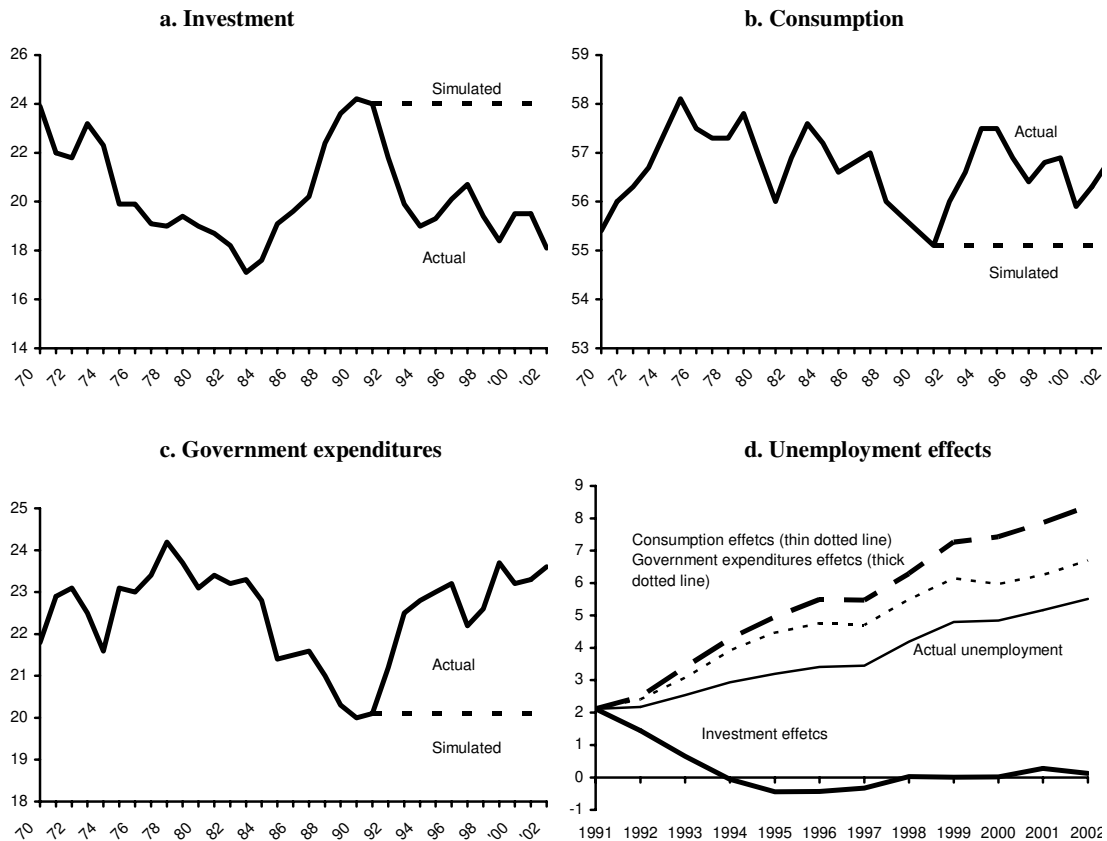 a. Investment
26
24
22
20
18
16
14
Simulated
Actual
70 72 74 76 78 80 82 84 86 88 90 92 94 96 98 '00 '02
b. Consumption
59
58
57
56
55
54
53
Actual
Simulated
70 72 74 76 78 80 82 84 86 88 90 92 94 96 98 '00 '02
c. Government expenditures
25
24
23
22
21
20
19
18
Actual
Simulated
70 72 74 76 78 80 82 84 86 88 90 92 94 96 98 '00 '02
d. Unemployment effects
9
8
7
6
5
4
3
2
1
0
-1
Consumption effetcs (thin dotted line)
Government expenditures effetcs (thick
dotted line)
Actual unemployment
Investment effetcs
1991 1992 1993 1994 1995 1996 1997 1998 1999 2000 2001 2002